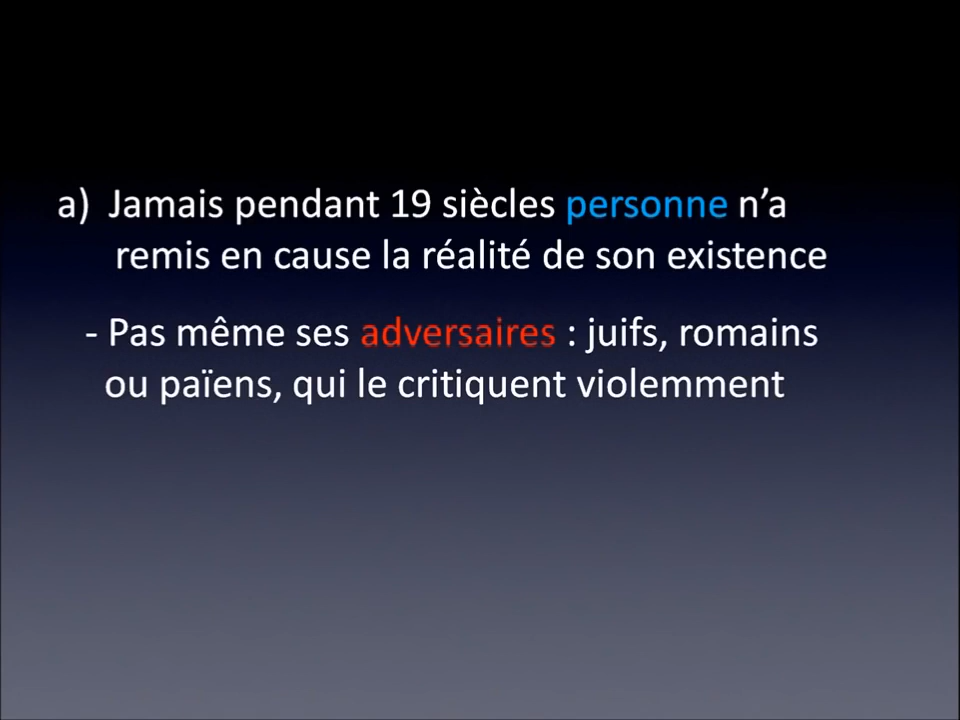 a) Jamais pendant 19 siècles personne n’a
remis en cause la réalité de son existence
- Pas même ses adversaires : juifs, romains
ou païens, qui le critiquent violemment